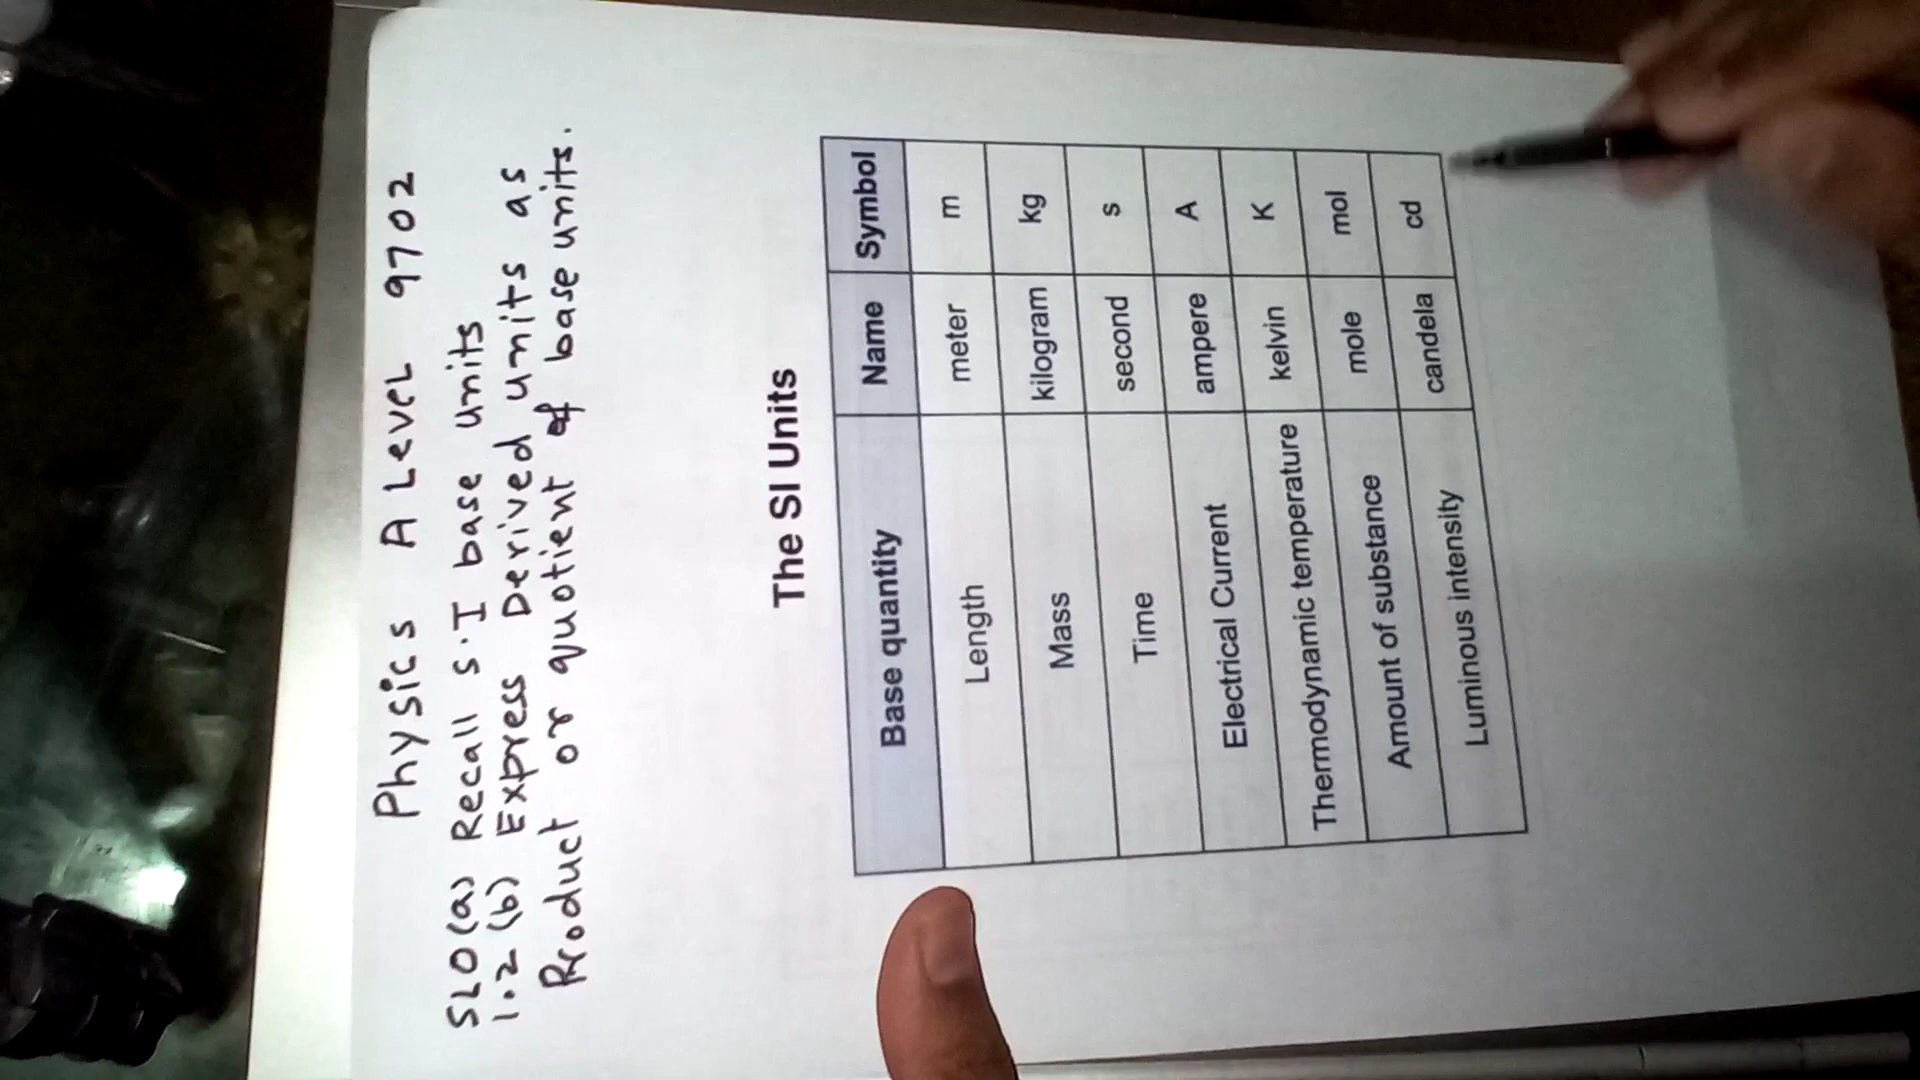 Physics A Level 9702
SLO (a) Recall S.I base units
1.2 (b) Express Derived units as
Product or quotient of base units.
The SI Units
Base quantity Name Symbol
Length meter m
Mass kilogram kg
Time second s
Electrical Current ampere A
Thermodynamic temperature kelvin K
Amount of substance mole mol
Luminous intensity candela cd